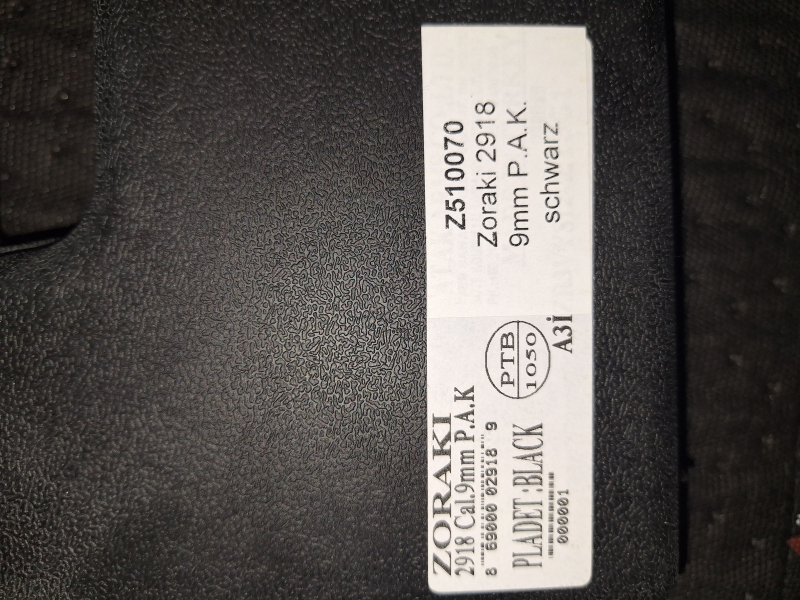 ZORAKI
2918 Cal.9mm P.A.K
8 69000 02918 9
PLADET :BLACK
000001
PTB
1050
A3İ
Z510070
Zoraki 2918
9mm P.A.K.
schwarz